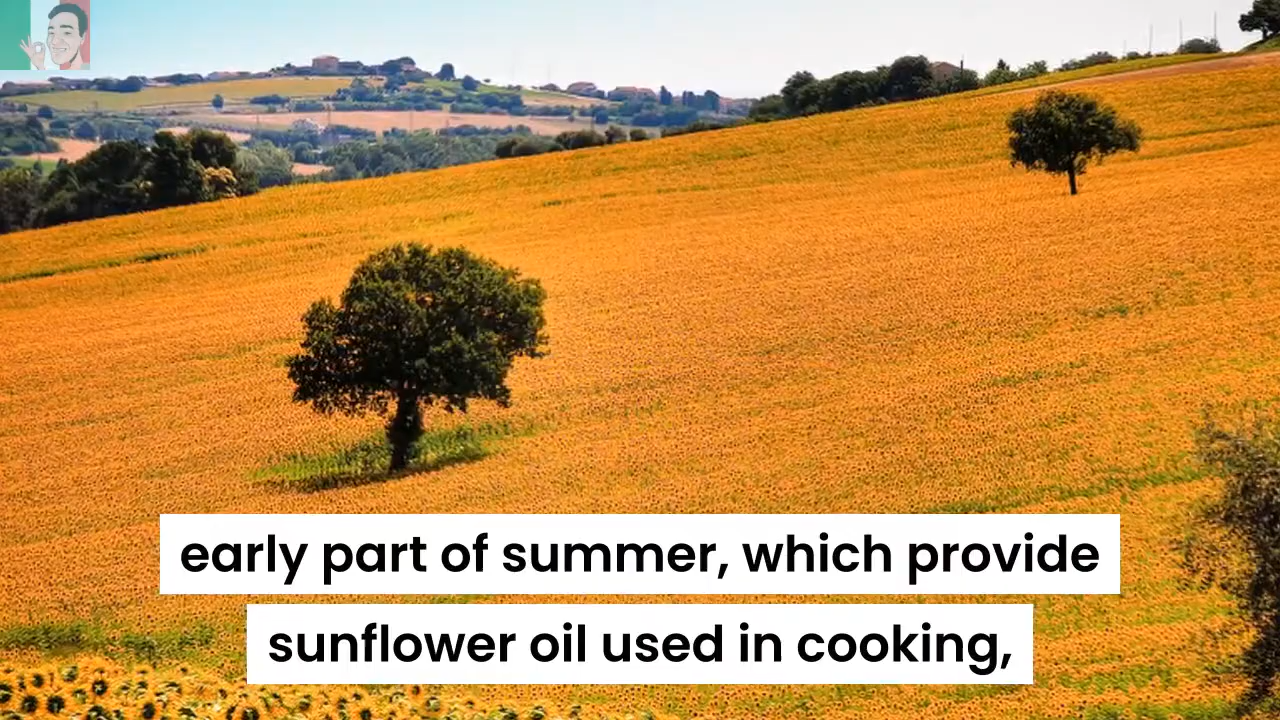 early part of summer, which provide
sunflower oil used in cooking,